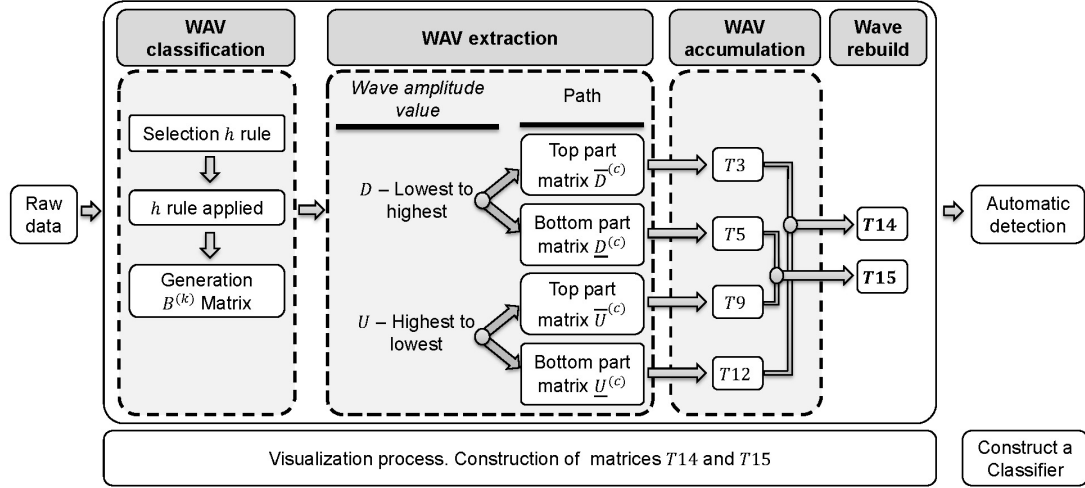 WAV
classification
WAV extraction
WAV
accumulation
Wave
rebuild
Raw
data
Selection h rule
h rule applied
Generation
B^(k) Matrix
Wave amplitude
value
Path
D – Lowest to
highest
U – Highest to
lowest
Top part
matrix D̅^(c)
Bottom part
matrix D̲^(c)
Top part
matrix U̅^(c)
Bottom part
matrix U̲^(c)
T3
T5
T9
T12
T14
T15
Automatic
detection
Visualization process. Construction of matrices T14 and T15
Construct a
Classifier